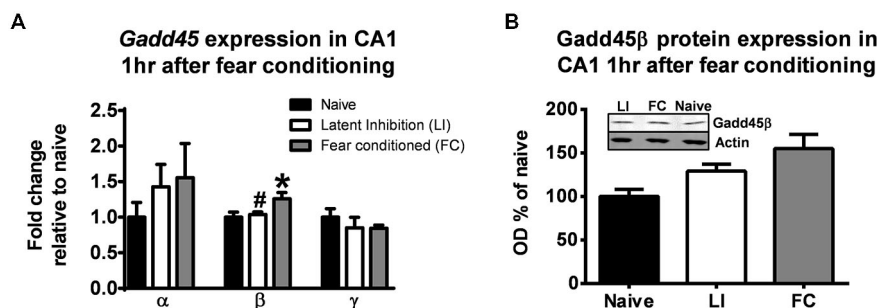 A
Gadd45 expression in CA1
1hr after fear conditioning
Fold change
relative to naive
2.5
2.0
1.5
1.0
0.5
0.0
Naive
Latent Inhibition (LI)
Fear conditioned (FC)
#
*
α
β
γ
B
Gadd45β protein expression in
CA1 1hr after fear conditioning
OD % of naive
200
150
100
50
0
LI FC Naive
Gadd45β
Actin
Naive LI FC